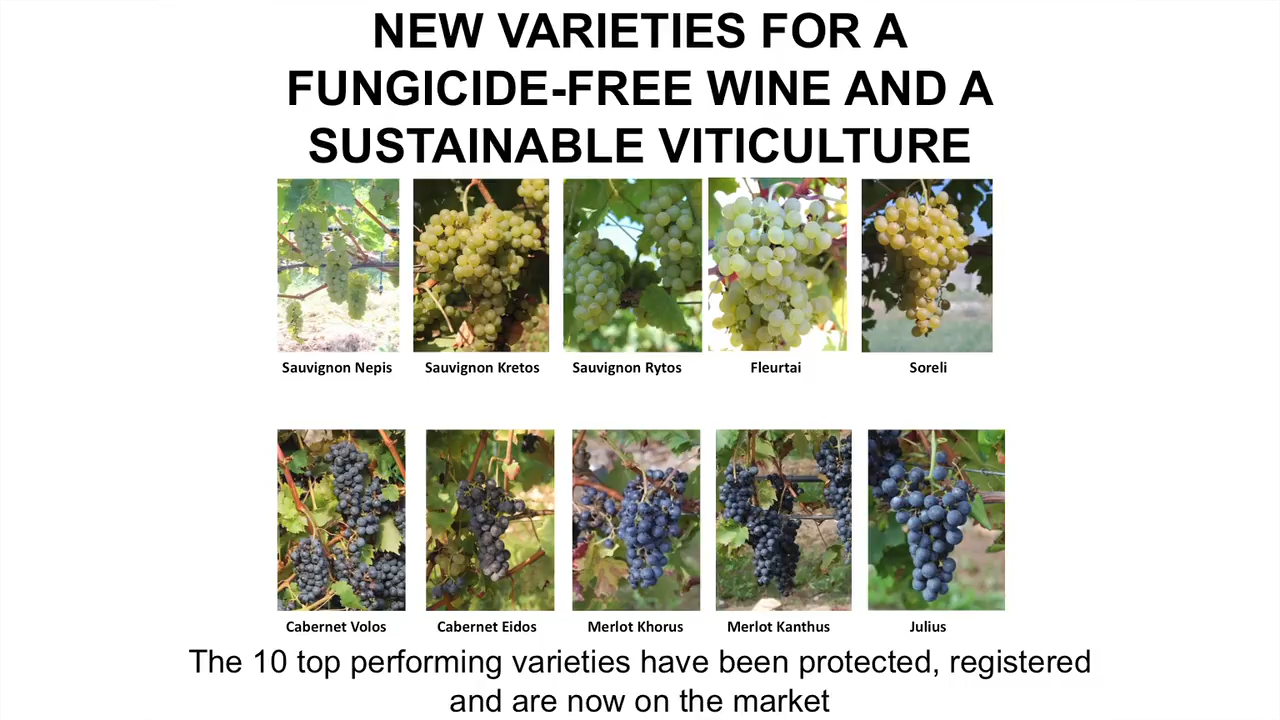 NEW VARIETIES FOR A
FUNGICIDE-FREE WINE AND A
SUSTAINABLE VITICULTURE
Sauvignon Nepis
Sauvignon Kretos
Sauvignon Rytos
Fleurtai
Soreli
Cabernet Volos
Cabernet Eidos
Merlot Khorus
Merlot Kanthus
Julius
The 10 top performing varieties have been protected, registered
and are now on the market